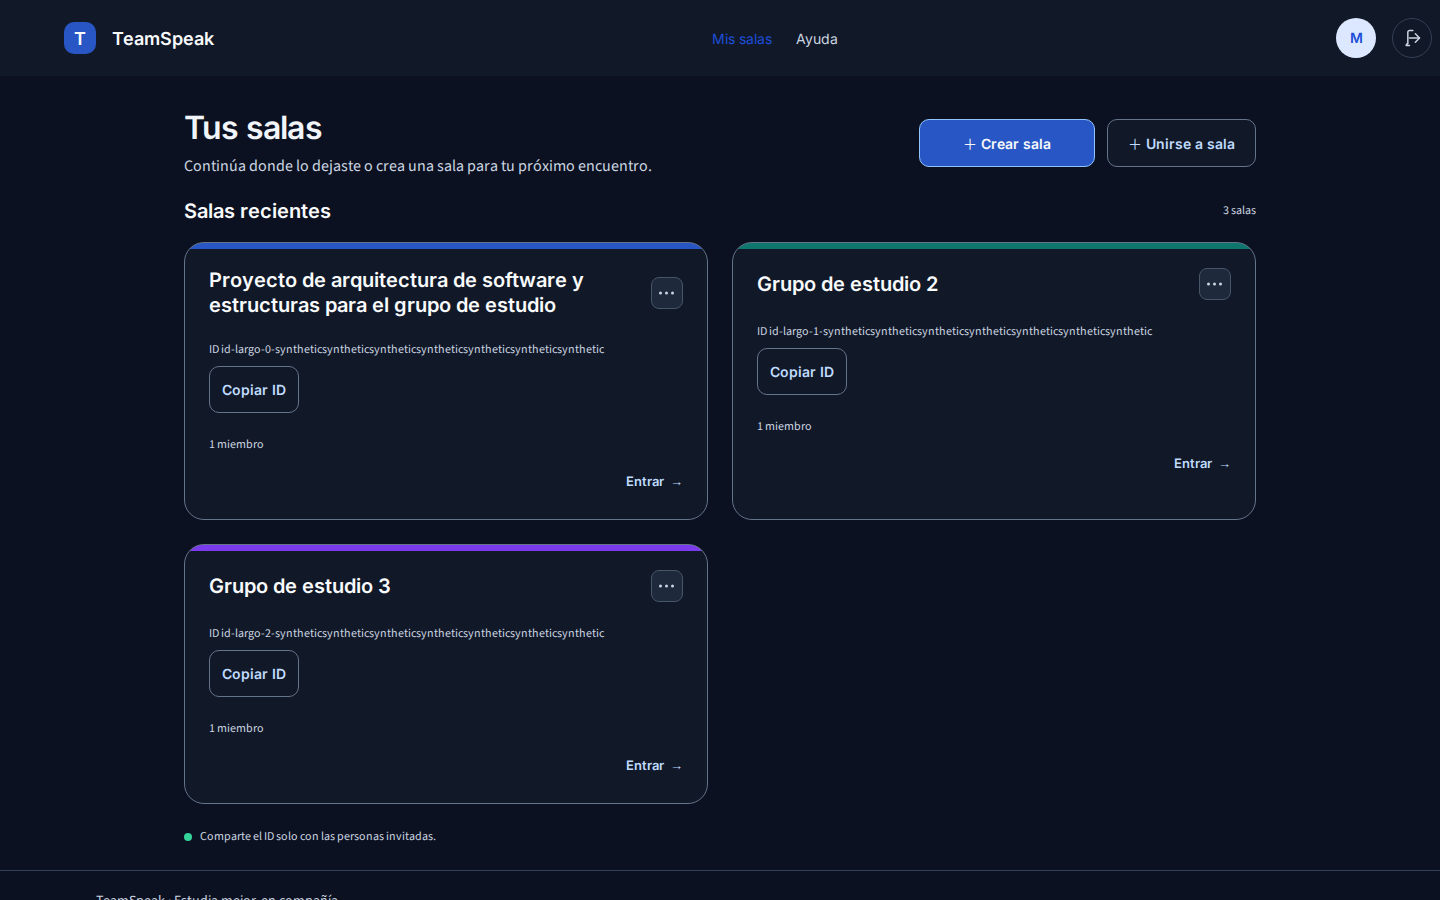 T TeamSpeak Mis salas Ayuda M
Tus salas
Continúa donde lo dejaste o crea una sala para tu próximo encuentro.
+ Crear sala
+ Unirse a sala
Salas recientes
3 salas
Proyecto de arquitectura de software y
estructuras para el grupo de estudio
ID id-largo-0-syntheticsyntheticsyntheticsyntheticsyntheticsyntheticsynthetic
Copiar ID
1 miembro
Entrar →
Grupo de estudio 2
ID id-largo-1-syntheticsyntheticsyntheticsyntheticsyntheticsyntheticsynthetic
Copiar ID
1 miembro
Entrar →
Grupo de estudio 3
ID id-largo-2-syntheticsyntheticsyntheticsyntheticsyntheticsyntheticsynthetic
Copiar ID
1 miembro
Entrar →
Comparte el ID solo con las personas invitadas.
TeamSpeak · Estudia mejor, en compañía